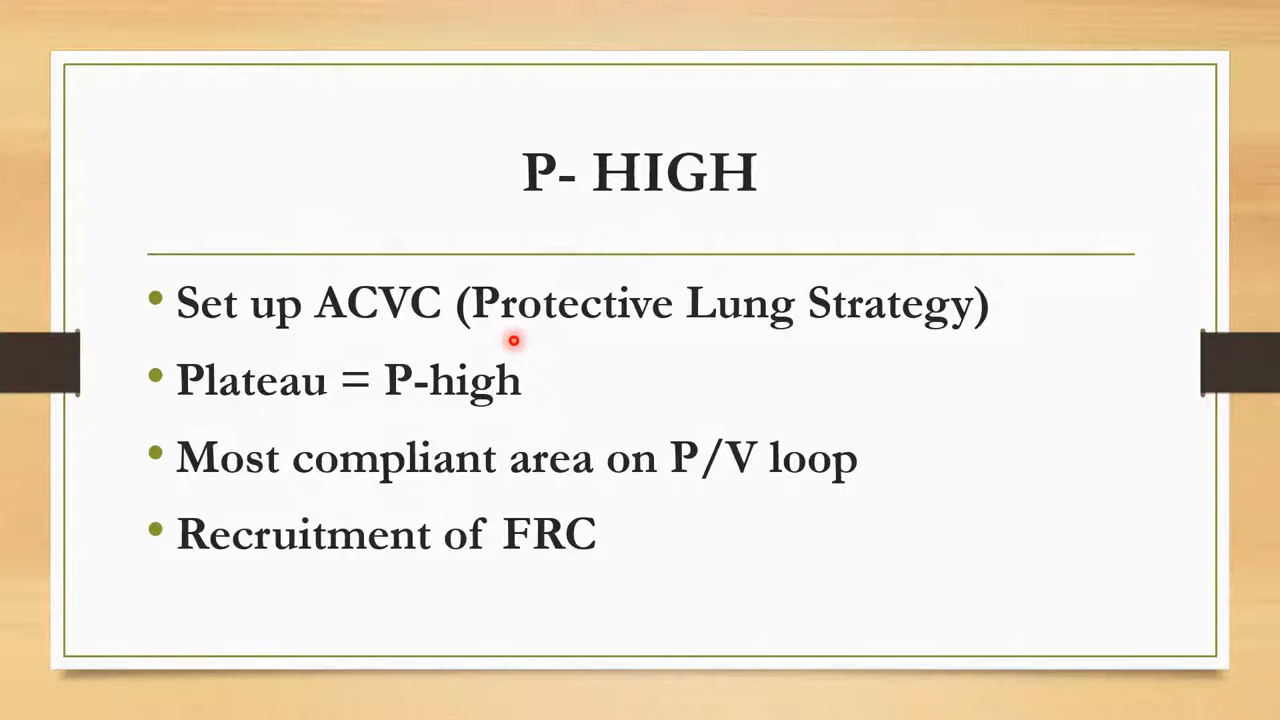 P- HIGH
• Set up ACVC (Protective Lung Strategy)
• Plateau = P-high
• Most compliant area on P/V loop
• Recruitment of FRC